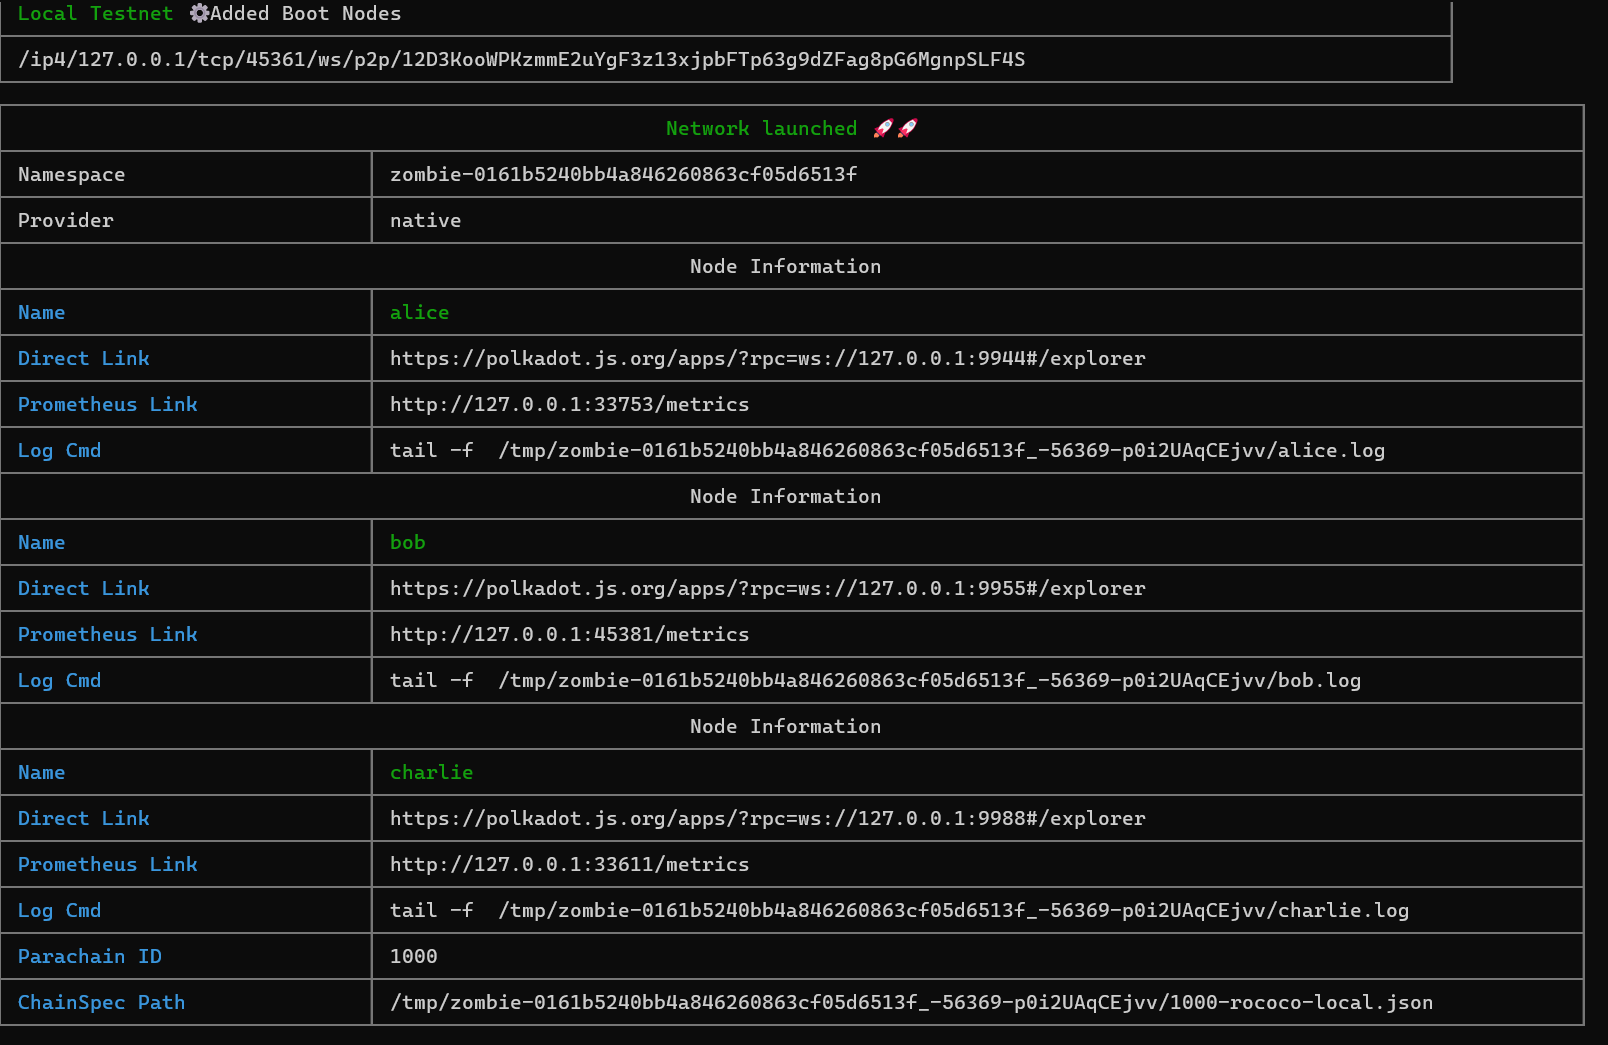 Local Testnet ⚙Added Boot Nodes
/ip4/127.0.0.1/tcp/45361/ws/p2p/12D3KooWPKzmmE2uYgF3z13xjpbFTp63g9dZFag8pG6MgnpSLF4S
Network launched 🚀🚀
Namespace zombie-0161b5240bb4a846260863cf05d6513f
Provider native
Node Information
Name alice
Direct Link https://polkadot.js.org/apps/?rpc=ws://127.0.0.1:9944#/explorer
Prometheus Link http://127.0.0.1:33753/metrics
Log Cmd tail -f  /tmp/zombie-0161b5240bb4a846260863cf05d6513f_-56369-p0i2UAqCEjvv/alice.log
Node Information
Name bob
Direct Link https://polkadot.js.org/apps/?rpc=ws://127.0.0.1:9955#/explorer
Prometheus Link http://127.0.0.1:45381/metrics
Log Cmd tail -f  /tmp/zombie-0161b5240bb4a846260863cf05d6513f_-56369-p0i2UAqCEjvv/bob.log
Node Information
Name charlie
Direct Link https://polkadot.js.org/apps/?rpc=ws://127.0.0.1:9988#/explorer
Prometheus Link http://127.0.0.1:33611/metrics
Log Cmd tail -f  /tmp/zombie-0161b5240bb4a846260863cf05d6513f_-56369-p0i2UAqCEjvv/charlie.log
Parachain ID 1000
ChainSpec Path /tmp/zombie-0161b5240bb4a846260863cf05d6513f_-56369-p0i2UAqCEjvv/1000-rococo-local.json